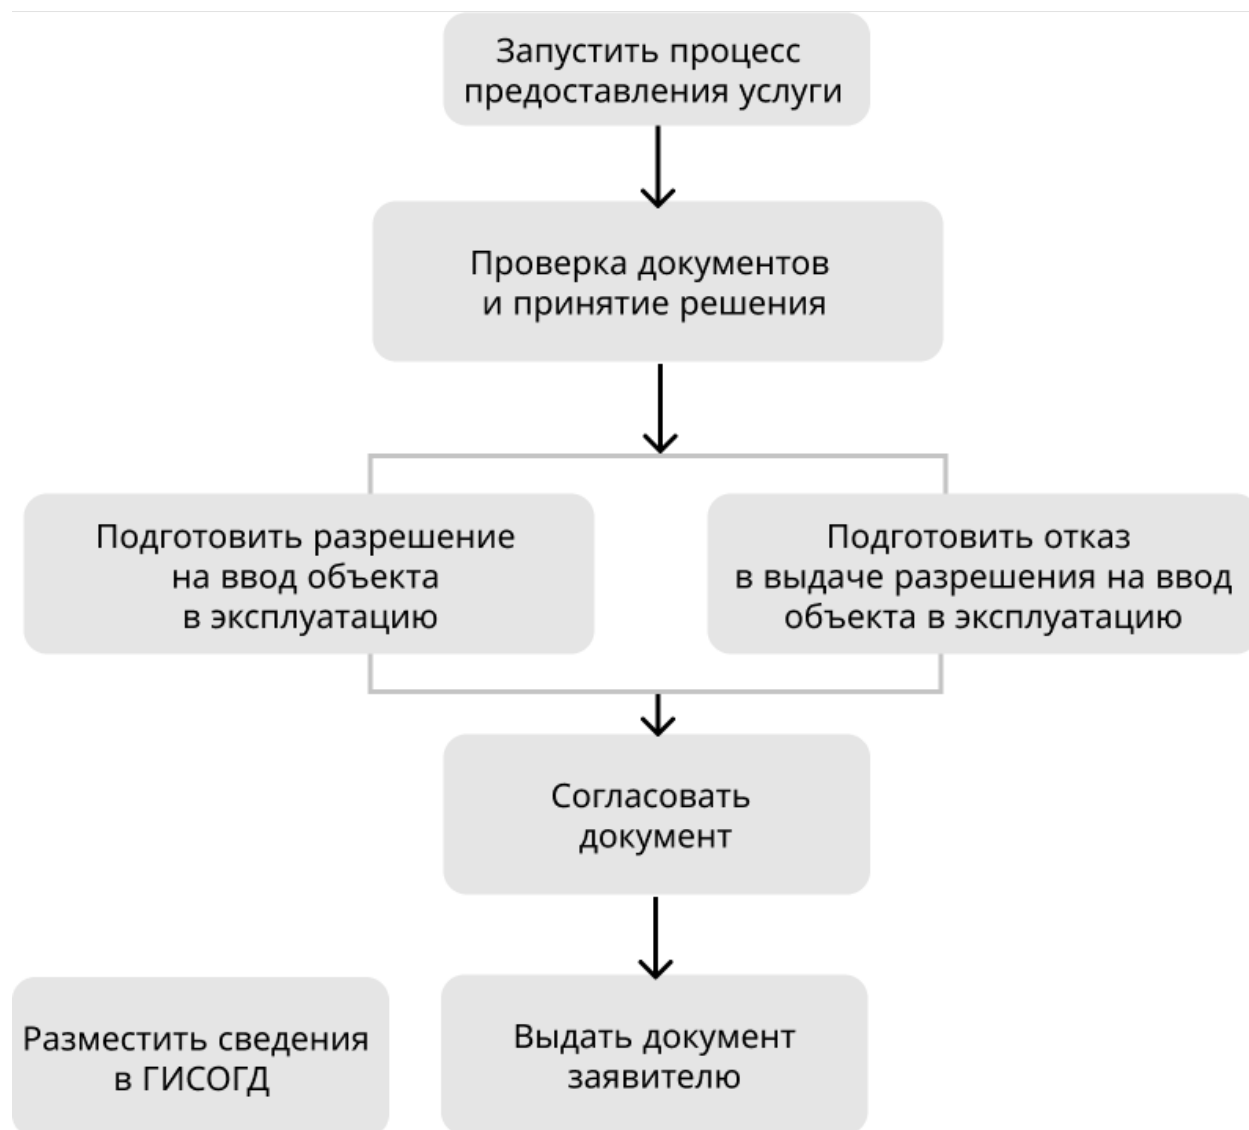 Запустить процесс
предоставления услуги
Проверка документов
и принятие решения
Подготовить разрешение
на ввод объекта
в эксплуатацию
Подготовить отказ
в выдаче разрешения на ввод
объекта в эксплуатацию
Согласовать
документ
Разместить сведения
в ГИСОГД
Выдать документ
заявителю